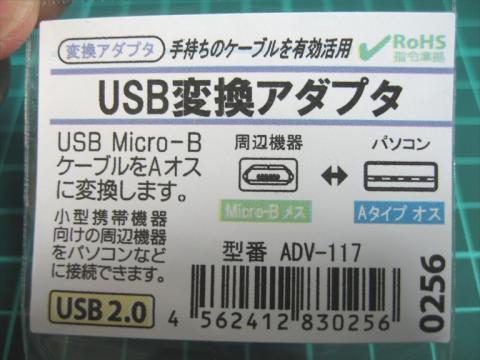 変換アダプタ 手持ちのケーブルを有効活用 RoHS
指令準拠
USB変換アダプタ
USB Micro-B
ケーブルをAオス
に変換します。
周辺機器 ↔ パソコン
Micro-B メス Aタイプ オス
小型携帯機器
向けの周辺機器
をパソコンなど
に接続できます。
型番 ADV-117
USB 2.0
4 562412 830256
0256